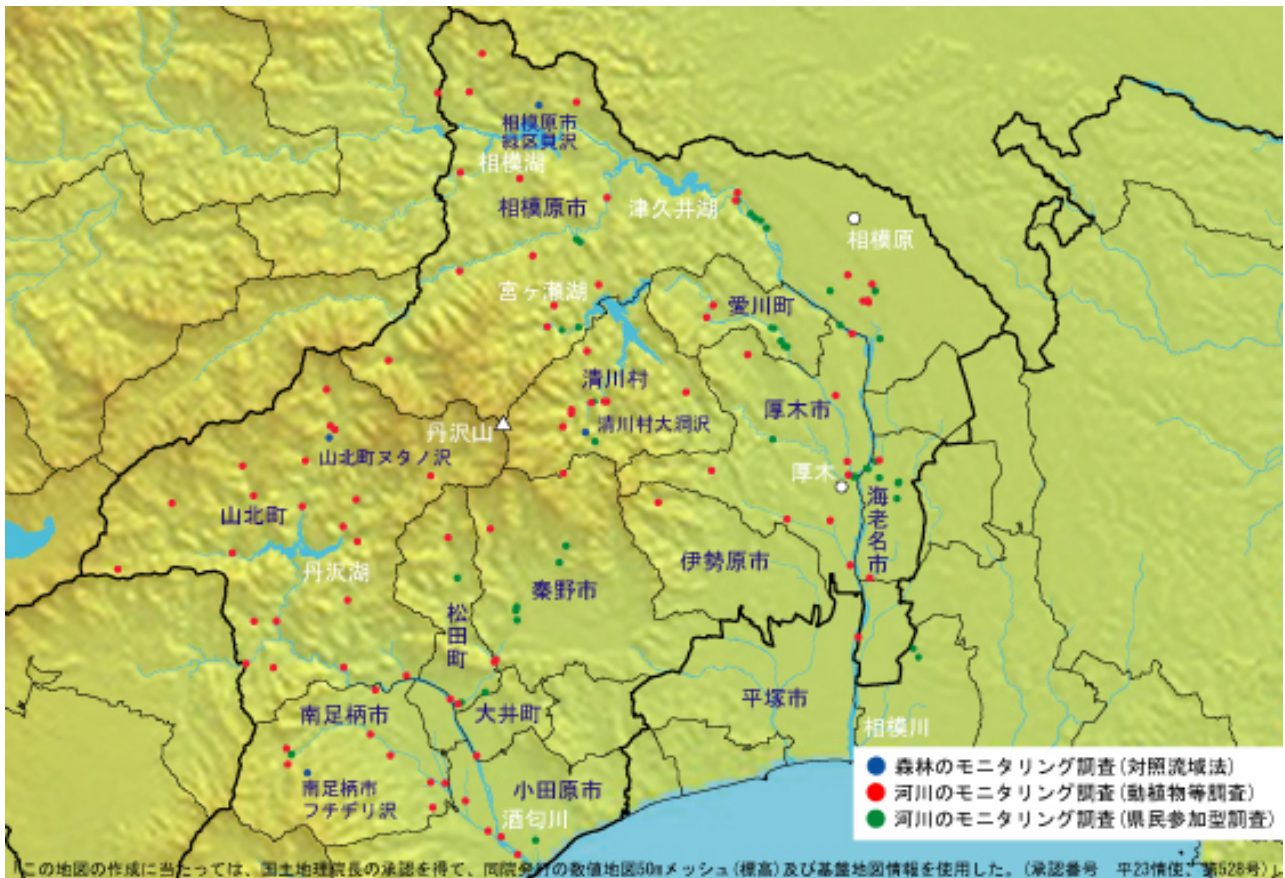 相模原市
緑区貝沢
相模湖
相模原市
津久井湖
相模原
宮ヶ瀬湖
愛川町
清川村
厚木市
丹沢山
清川村大洞沢
山北町ヌタノ沢
厚木
海老名市
山北町
丹沢湖
伊勢原市
秦野市
松田町
南足柄市
大井町
平塚市
相模川
南足柄市
フチヂリ沢
小田原市
酒匂川
森林のモニタリング調査(対照流域法)
河川のモニタリング調査(動植物等調査)
河川のモニタリング調査(県民参加型調査)
「この地図の作成に当たっては、国土地理院長の承認を得て、同院発行の数値地図50mメッシュ(標高)及び基盤地図情報を使用した。(承認番号　平23情使、第528号)」